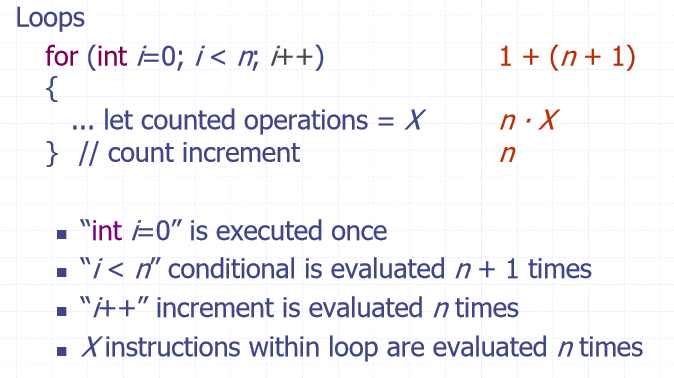 Loops
for (int i=0; i < n; i++) 1 + (n + 1)
{
... let counted operations = X n · X
} // count increment n
▪ “int i=0” is executed once
▪ “i < n” conditional is evaluated n + 1 times
▪ “i++” increment is evaluated n times
▪ X instructions within loop are evaluated n times